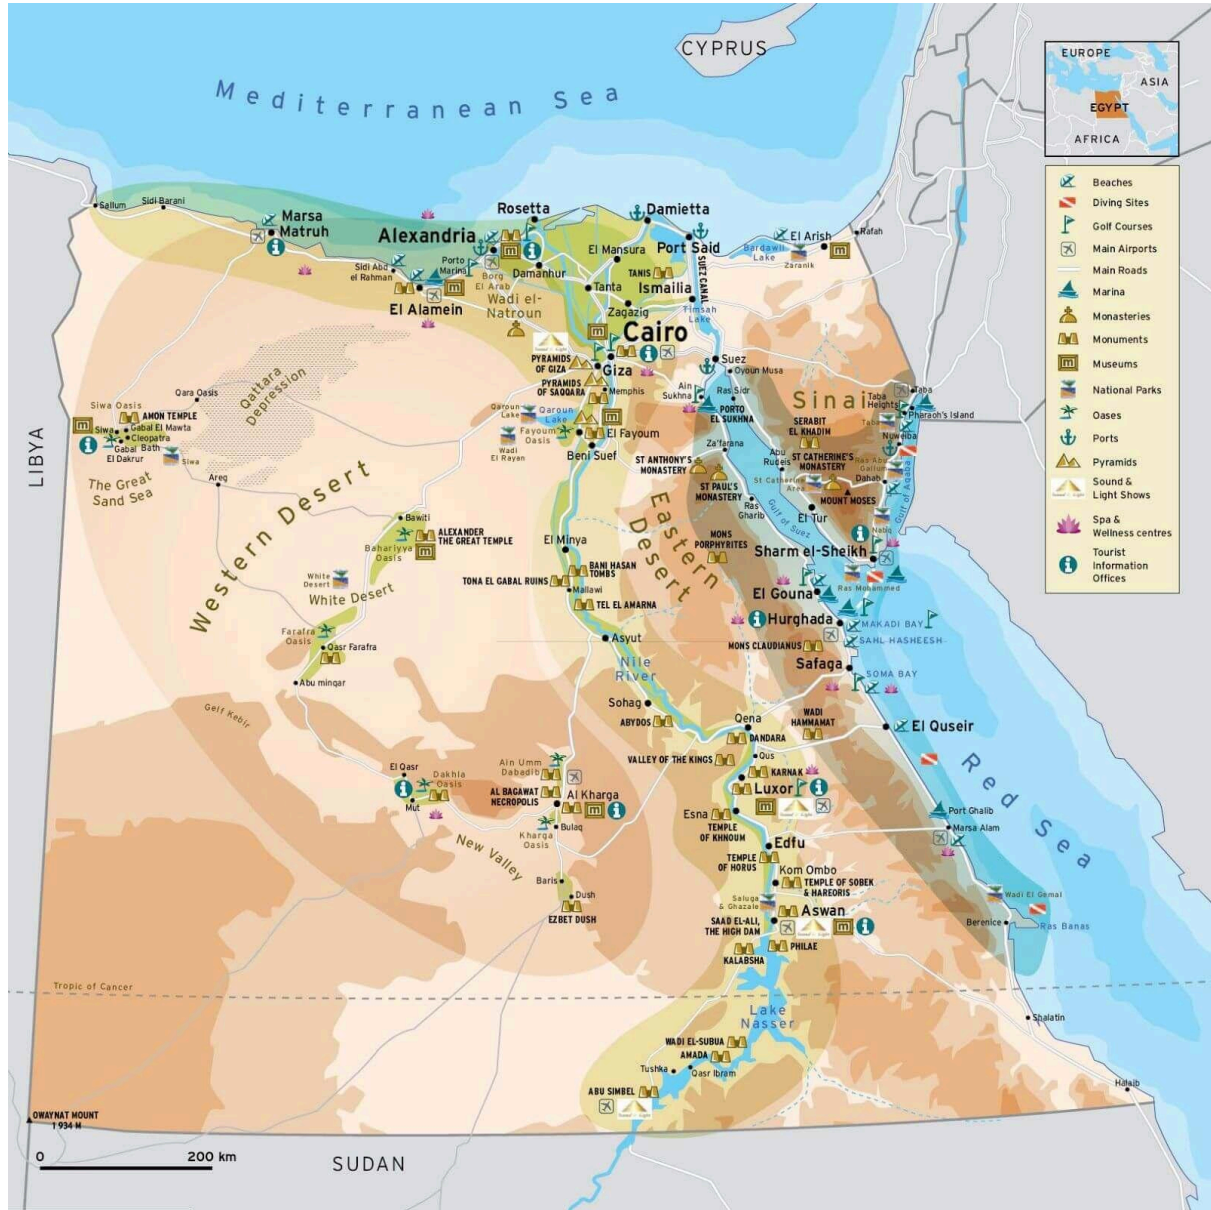 CYPRUS
Mediterranean Sea
EUROPE
ASIA
EGYPT
AFRICA
Beaches
Diving Sites
Golf Courses
Main Airports
Main Roads
Marina
Monasteries
Monuments
Museums
National Parks
Oases
Ports
Pyramids
Sound &
Light Shows
Spa &
Wellness centres
Tourist
Information
Offices
Sallum
Sidi Barani
Marsa
Matruh
Alexandria
Rosetta
Damietta
Port Said
El Arish
Rafah
Bardawil
Lake
Zaranik
SUEZ CANAL
El Mansura
TANIS
Ismailia
Timsah
Lake
Damanhur
Tanta
Zagazig
Porto
Marina
Borg
El Arab
Sidi Abd
el Rahman
El Alamein
Wadi el-
Natroun
Cairo
PYRAMIDS
OF GIZA
Giza
PYRAMIDS
OF SAQQARA
Memphis
Suez
Oyoun Musa
Ain
Sukhna
Ras Sidr
PORTO
EL SUKHNA
Sinai
Taba
Taba
Heights
Pharaoh's Island
Taba
Nuweiba
SERABIT
EL KHADIM
Ras Abu
Gallum
Dahab
ST CATHERINE'S
MONASTERY
St Catherine
Area
MOUNT MOSES
Abu
Rudeis
Gulf of Aqaba
Nabq
El Tur
Gulf of Suez
Sharm el-Sheikh
Ras Mohammed
Za'farana
ST ANTHONY'S
MONASTERY
ST PAUL'S
MONASTERY
Ras
Gharib
Qattara
Depression
Qara Oasis
Siwa Oasis
AMON TEMPLE
Siwa
Gabal El Mawta
Cleopatra
Bath
Gabal
El Dakrur
Siwa
The Great
Sand Sea
Areg
LIBYA
Western Desert
Qaroun
Lake
Qaroun
Lake
Fayoum
Oasis
Wadi
El Rayen
El Fayoum
Beni Suef
Bawiti
Bahariyya
Oasis
ALEXANDER
THE GREAT TEMPLE
White
Desert
White Desert
Farafra
Oasis
Qasr Farafra
Abu minqar
Gelf Kebir
El Minya
BANI HASAN
TOMBS
TONA EL GABAL RUINS
Mallawi
TEL EL AMARNA
Asyut
Eastern
Desert
MONS
PORPHYRITES
El Gouna
Hurghada
MAKADI BAY
SAHL HASHEESH
MONS CLAUDIANUS
Safaga
SOMA BAY
Nile
River
Sohag
ABYDOS
Qena
DANDARA
WADI
HAMMAMAT
El Quseir
Red Sea
VALLEY OF THE KINGS
Qus
KARNAK
Luxor
Esna
TEMPLE
OF KHNOUM
El Qasr
Dakhla
Oasis
Mut
Ain Umm
Dabadib
AL BAGAWAT
NECROPOLIS
Al Kharga
Bulaq
Kharga
Oasis
New Valley
Baris
Dush
EZBET DUSH
Edfu
TEMPLE
OF HORUS
Kom Ombo
TEMPLE OF SOBEK
& HAREORIS
Saluga
& Ghazale
Aswan
SAAD EL-ALI,
THE HIGH DAM
PHILAE
KALABSHA
Port Ghalib
Marsa Alam
Wadi El Gemal
Berenice
Ras Banas
Tropic of Cancer
Lake
Nasser
Shalatin
WADI EL-SUBUA
AMADA
Tushka
Qasr Ibram
ABU SIMBEL
Halaib
OWAYNAT MOUNT
1 934 M
0 200 km
SUDAN